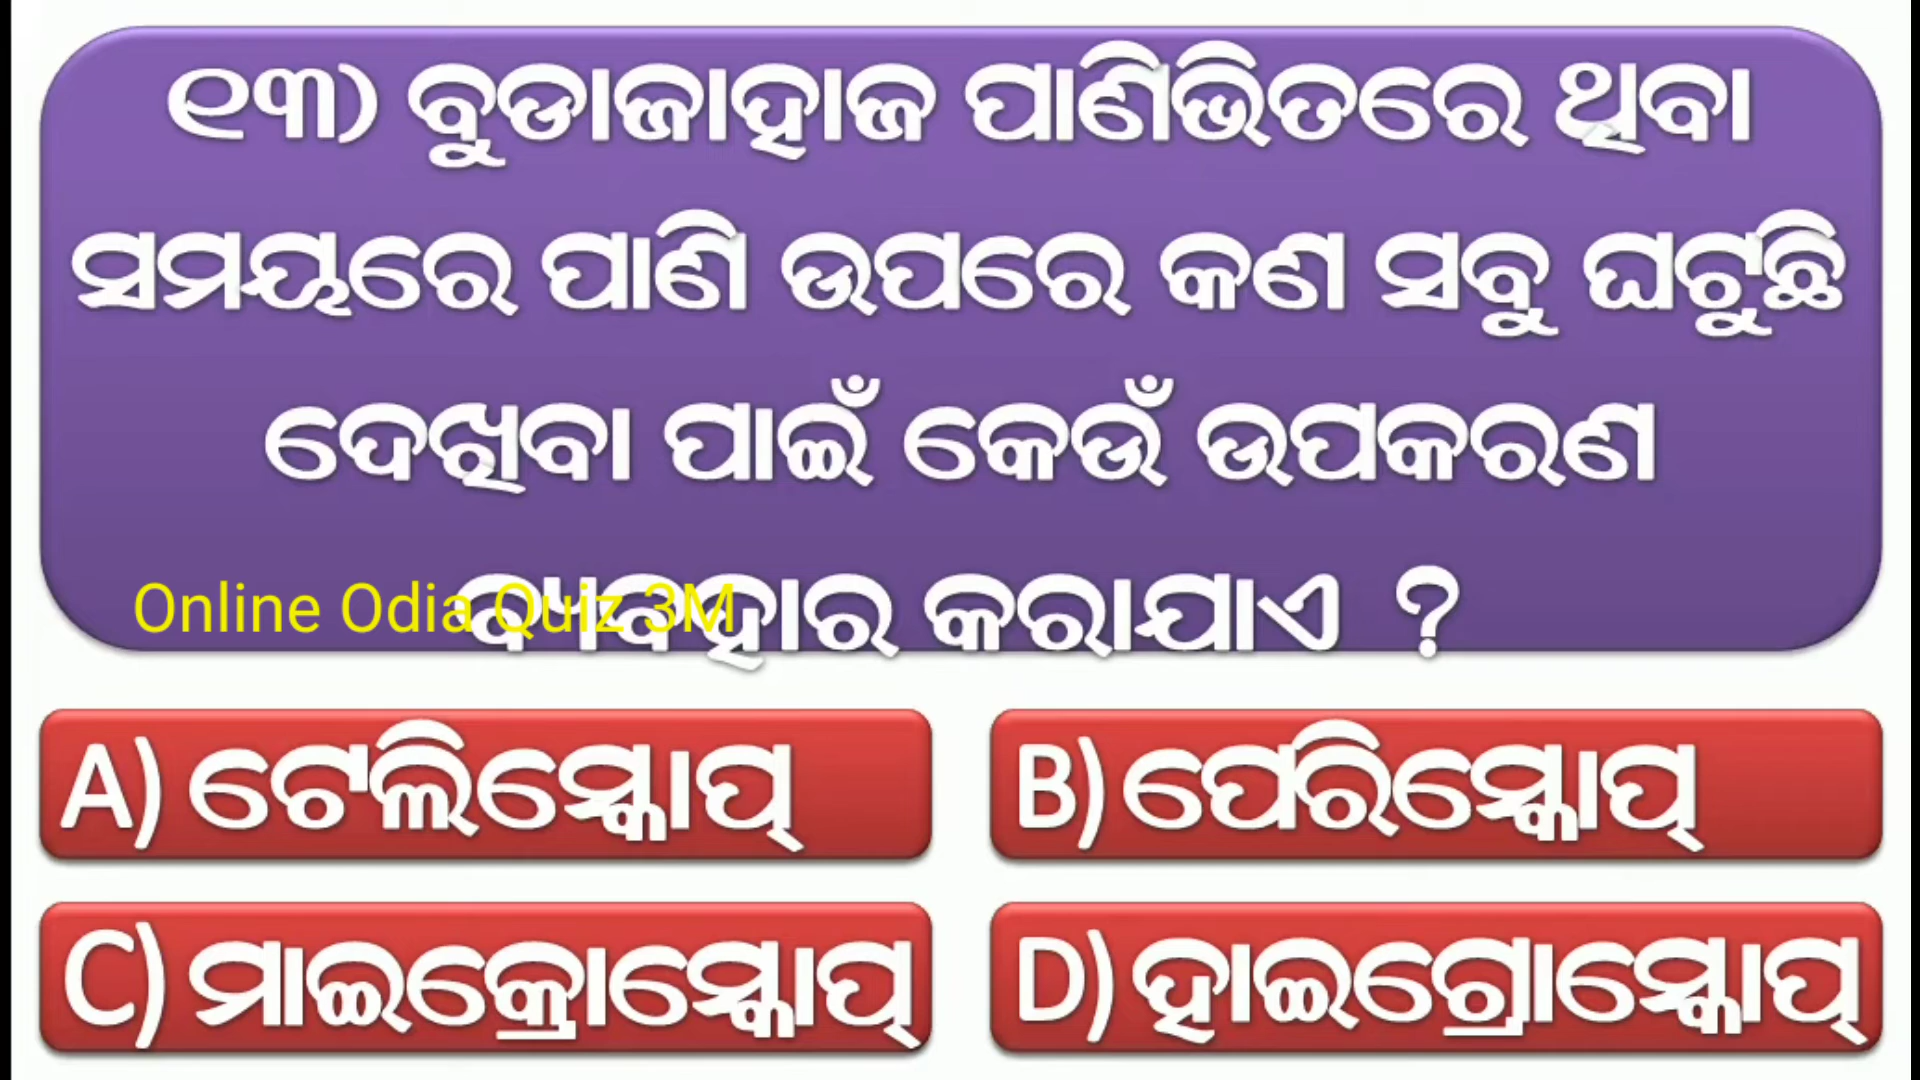 ୧୩) ବୁଡାଜାହାଜ ପାଣିଭିତରେ ଥିବା
ସମୟରେ ପାଣି ଉପରେ କଣ ସବୁ ଘଟୁଛି
ଦେଖିବା ପାଇଁ କେଉଁ ଉପକରଣ
ବ୍ୟବହାର କରାଯାଏ ?
Online Odia Quiz 3M
A) ଟେଲିସ୍କୋପ୍
B) ପେରିସ୍କୋପ୍
C) ମାଇକ୍ରୋସ୍କୋପ୍
D) ହାଇଗ୍ରୋସ୍କୋପ୍